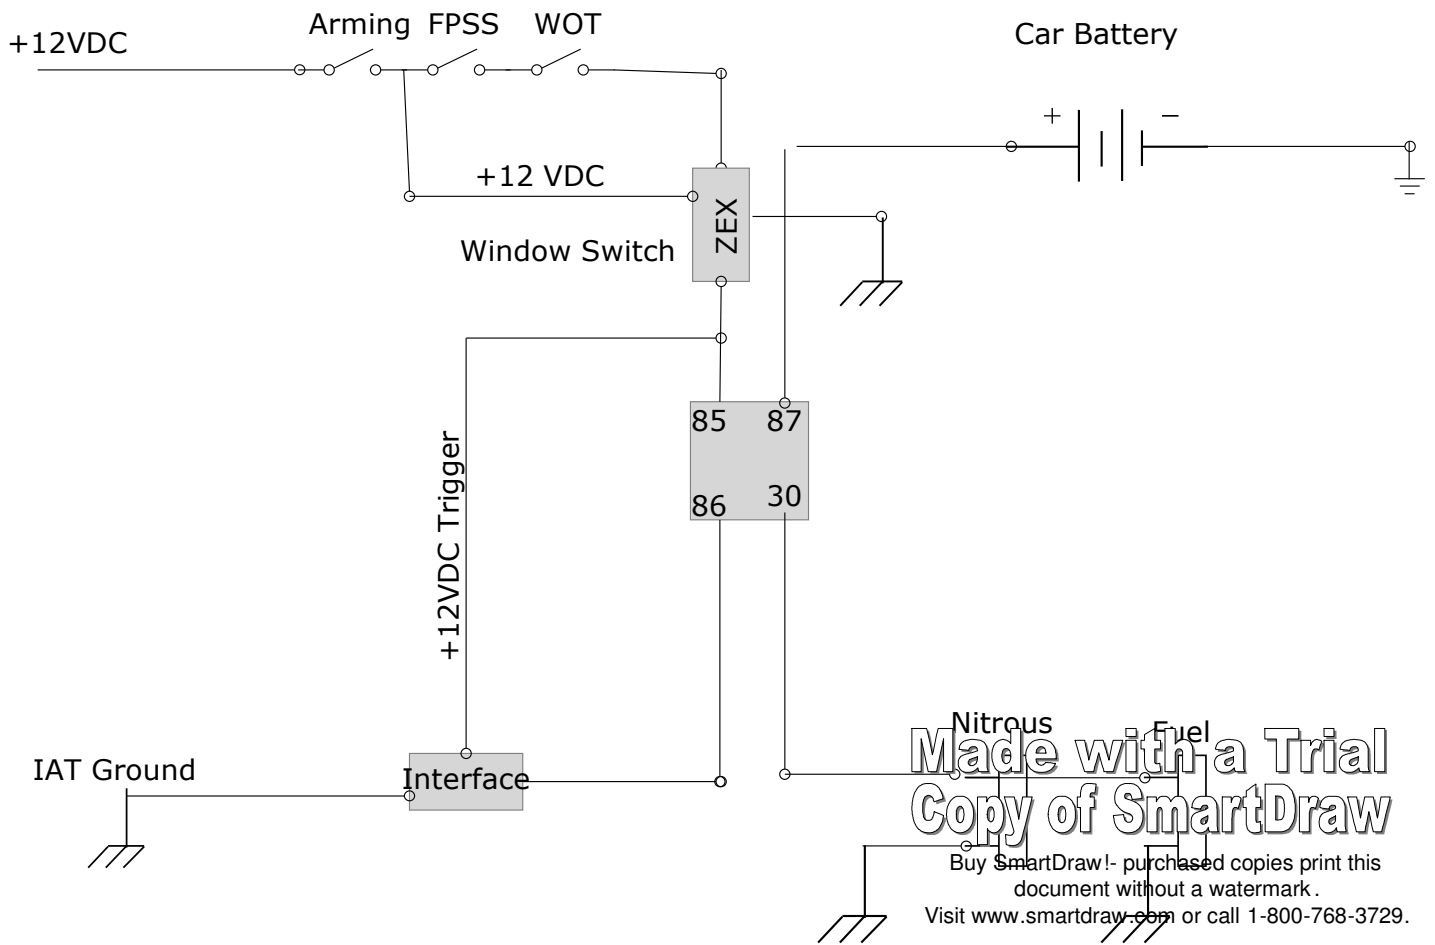 Arming FPSS WOT
+12VDC
Car Battery
+ −
+12 VDC
ZEX
Window Switch
85 87
86 30
+12VDC Trigger
IAT Ground
Interface
Nitrous
Fuel
Made with a Trial
Copy of SmartDraw
Buy SmartDraw!- purchased copies print this
document without a watermark.
Visit www.smartdraw.com or call 1-800-768-3729.